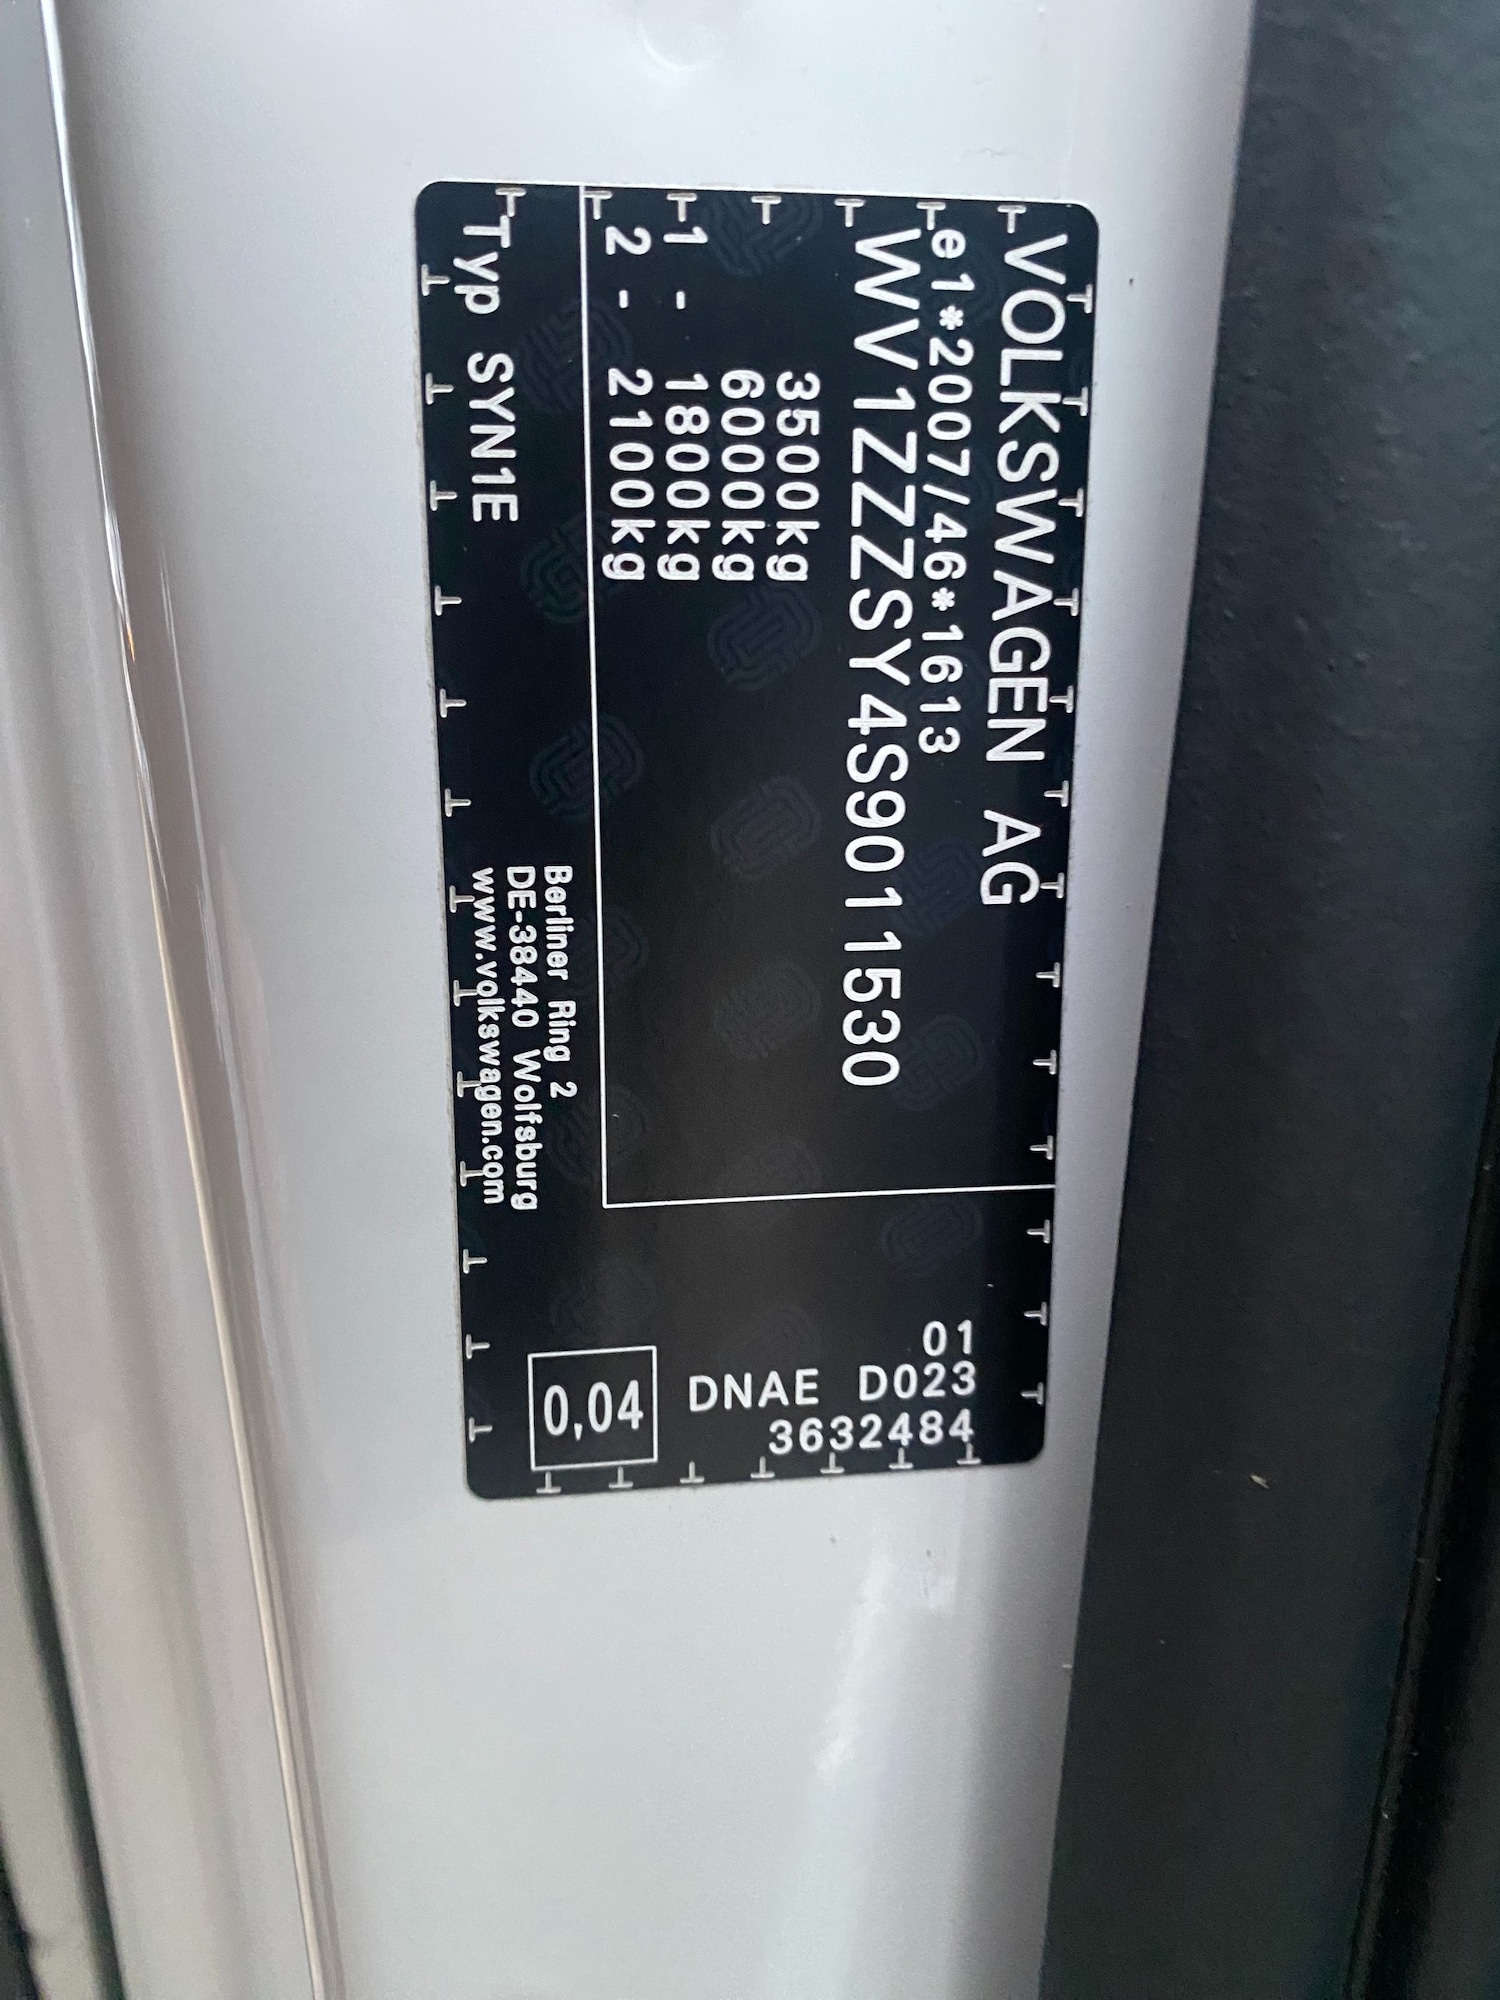 VOLKSWAGEN AG
e1*2007/46*1613
WV1ZZZSY4S9011530
3500kg
6000kg
1 - 1800kg
2 - 2100kg
Typ SYN1E
Berliner Ring 2
DE-38440 Wolfsburg
www.volkswagen.com
01
DNAE D023
3632484
0,04